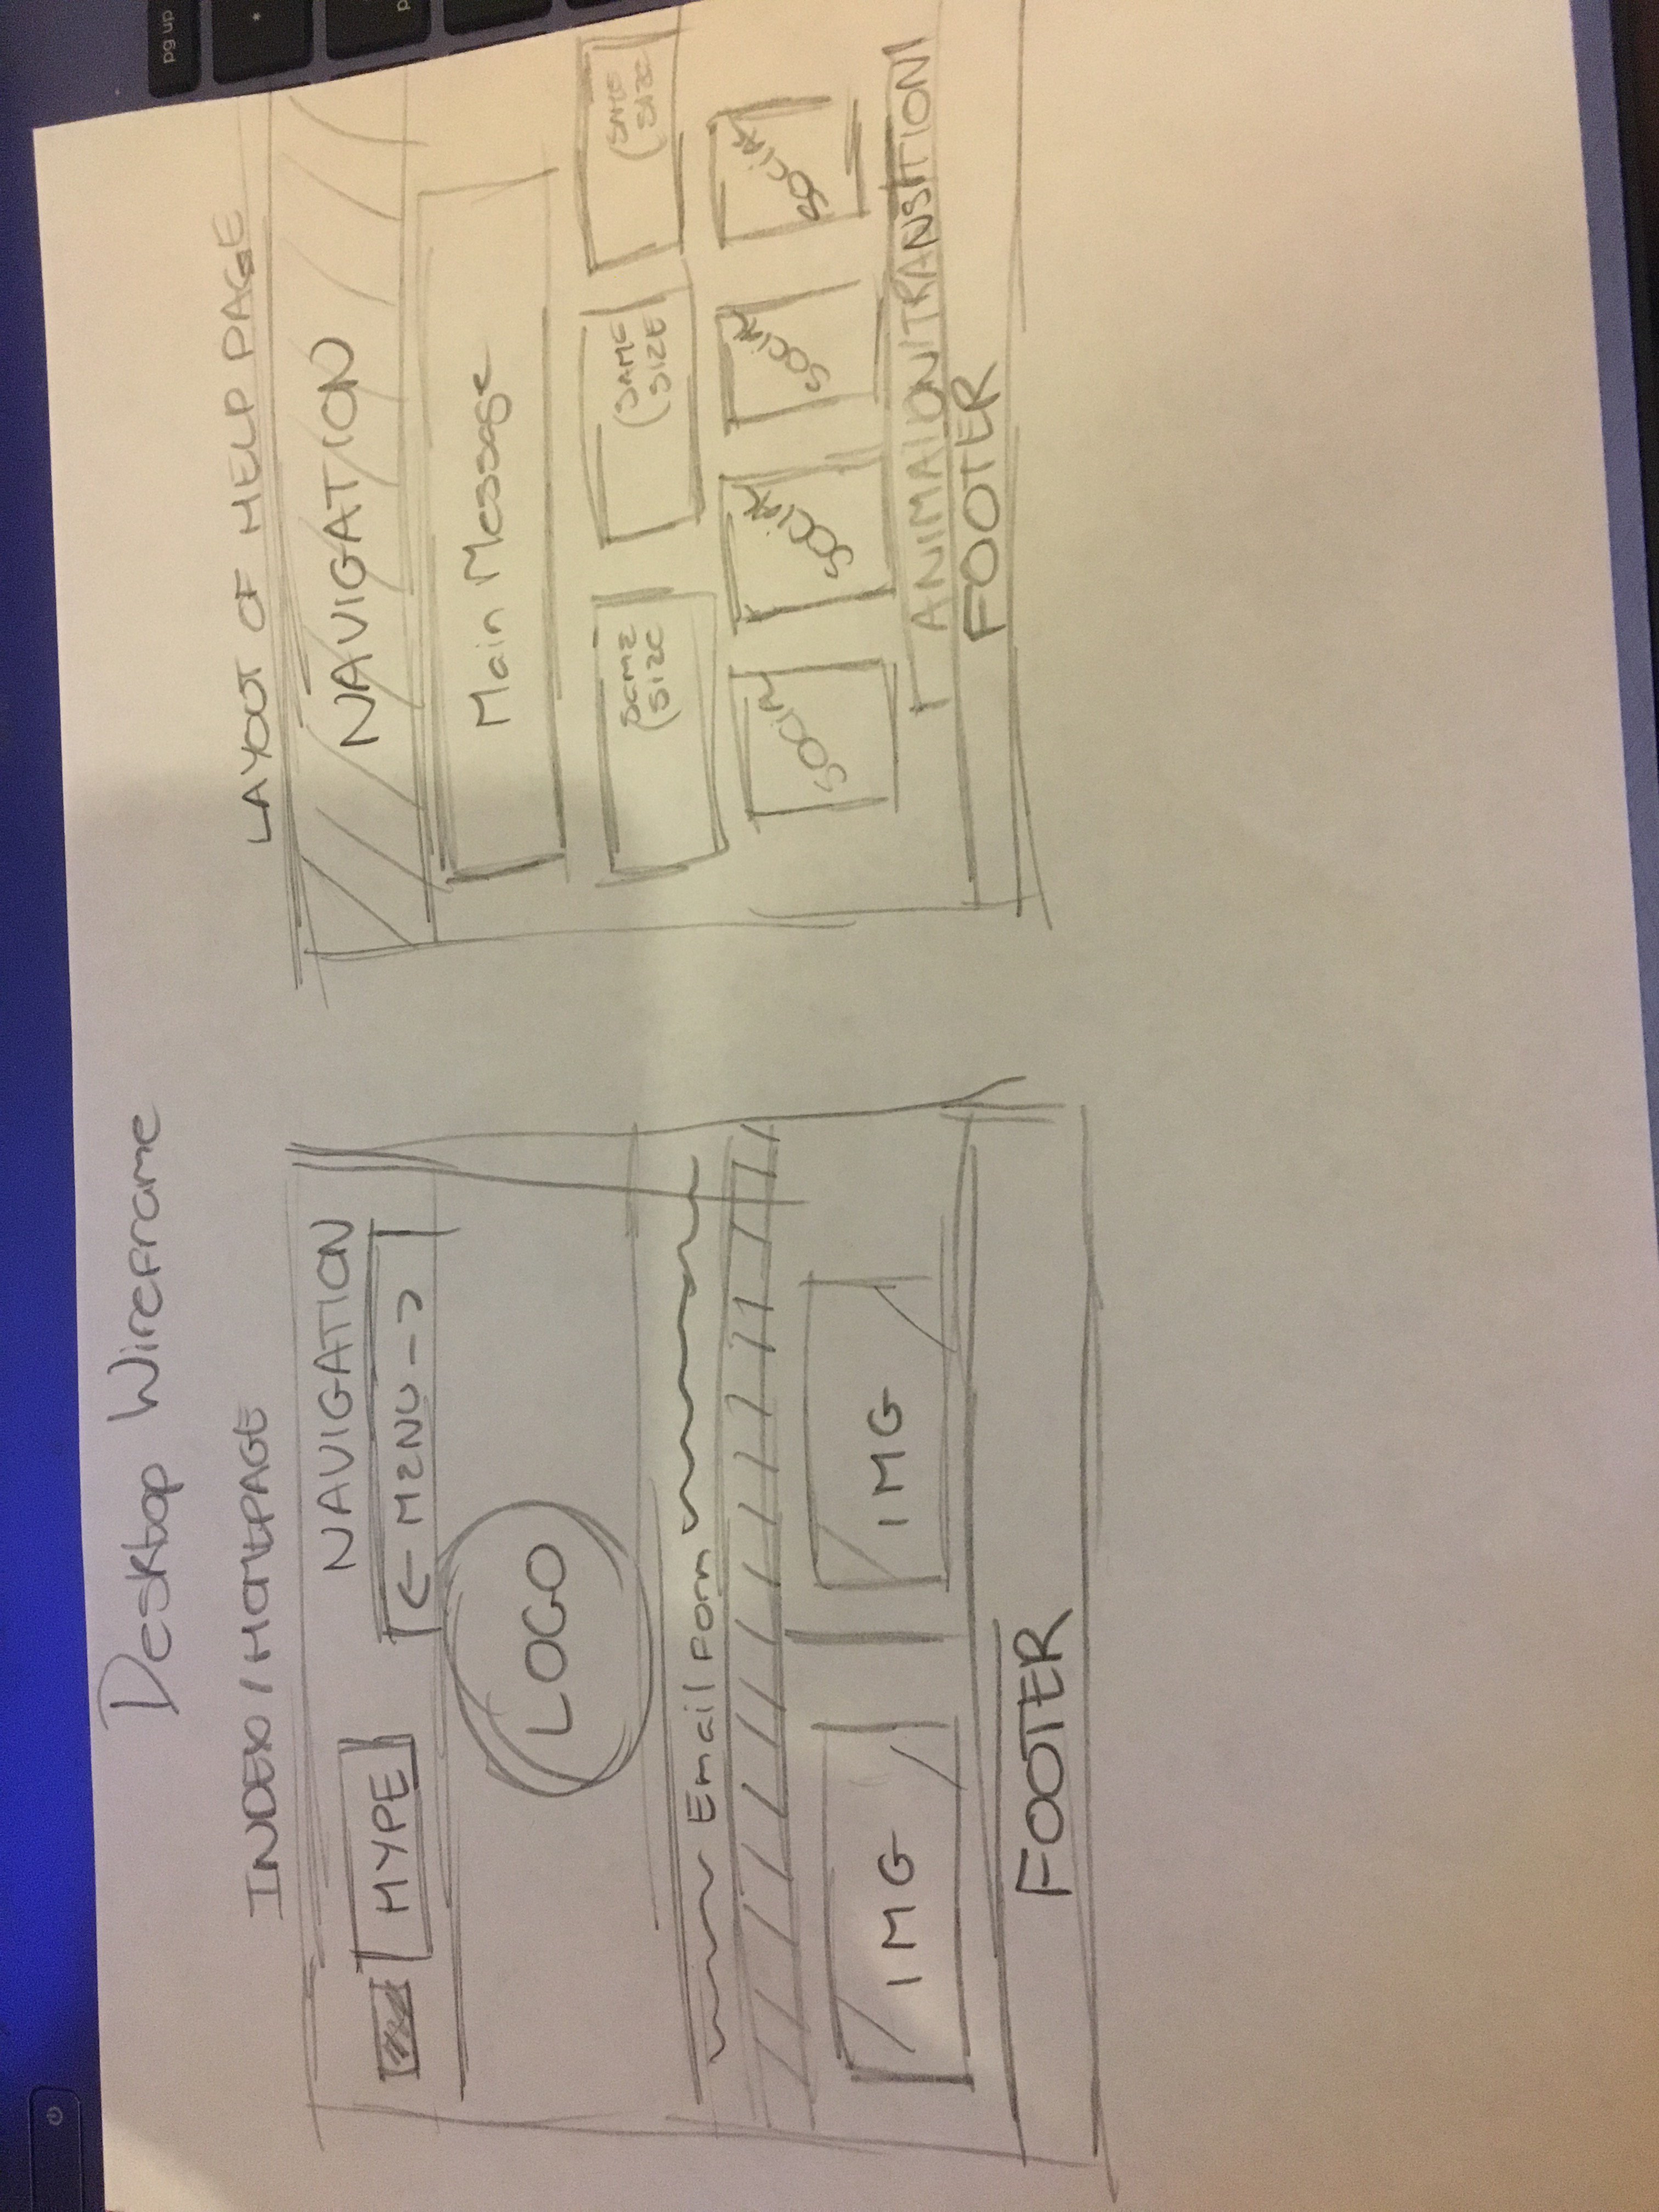 Desktop Wireframe
INDEX / HOMEPAGE
NAVIGATION
HYPE
<- MENU ->
LOGO
Email Form
IMG
IMG
FOOTER
LAYOUT OF HELP PAGE
NAVIGATION
Main Message
(SAME
SIZE
(SAME
SIZE
(SAME
SIZE
SOCIAL
SOCIAL
SOCIAL
SOCIAL
ANIMAION/TRANSITION
FOOTER
pg up
*